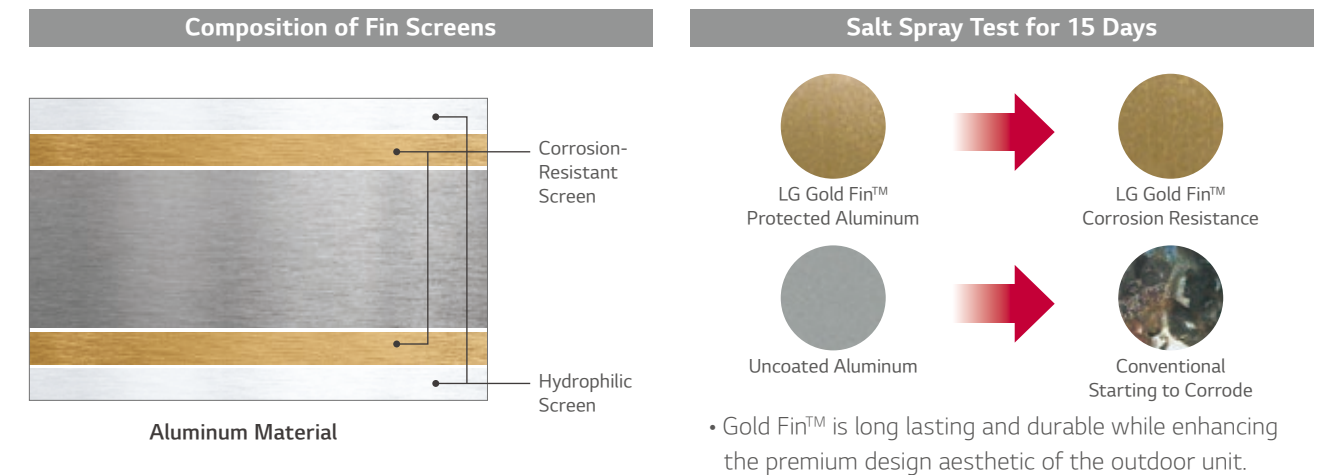 Composition of Fin Screens
Corrosion-
Resistant
Screen
Hydrophilic
Screen
Aluminum Material
Salt Spray Test for 15 Days
LG Gold Fin™
Protected Aluminum
LG Gold Fin™
Corrosion Resistance
Uncoated Aluminum
Conventional
Starting to Corrode
• Gold Fin™ is long lasting and durable while enhancing
the premium design aesthetic of the outdoor unit.